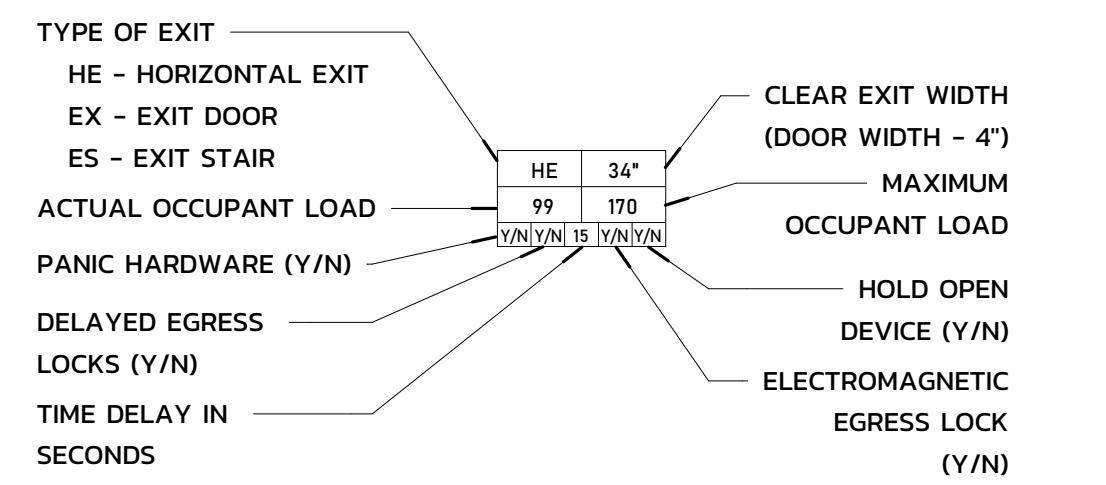 TYPE OF EXIT
HE - HORIZONTAL EXIT
EX - EXIT DOOR
ES - EXIT STAIR
ACTUAL OCCUPANT LOAD
PANIC HARDWARE (Y/N)
DELAYED EGRESS
LOCKS (Y/N)
TIME DELAY IN
SECONDS
HE 34"
99 170
Y/N Y/N 15 Y/N Y/N
CLEAR EXIT WIDTH
(DOOR WIDTH - 4")
MAXIMUM
OCCUPANT LOAD
HOLD OPEN
DEVICE (Y/N)
ELECTROMAGNETIC
EGRESS LOCK
(Y/N)